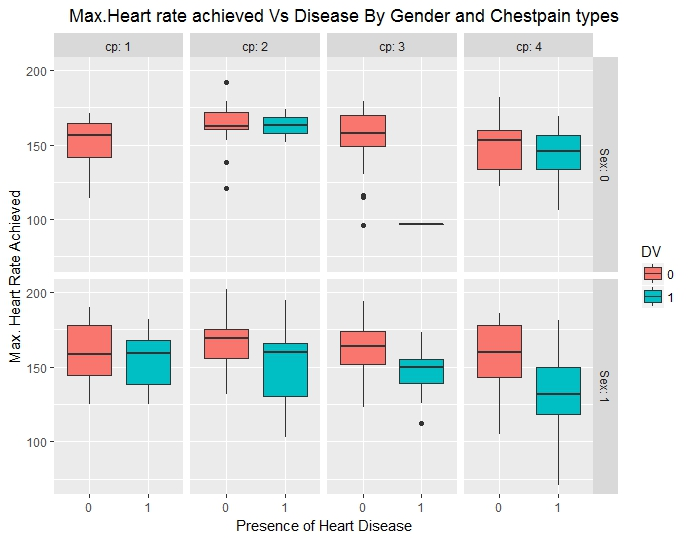 Max.Heart rate achieved Vs Disease By Gender and Chestpain types
cp: 1
cp: 2
cp: 3
cp: 4
200
150
100
Sex: 0
200
150
100
Sex: 1
Max. Heart Rate Achieved
0
1
0
1
0
1
0
1
Presence of Heart Disease
DV
0
1